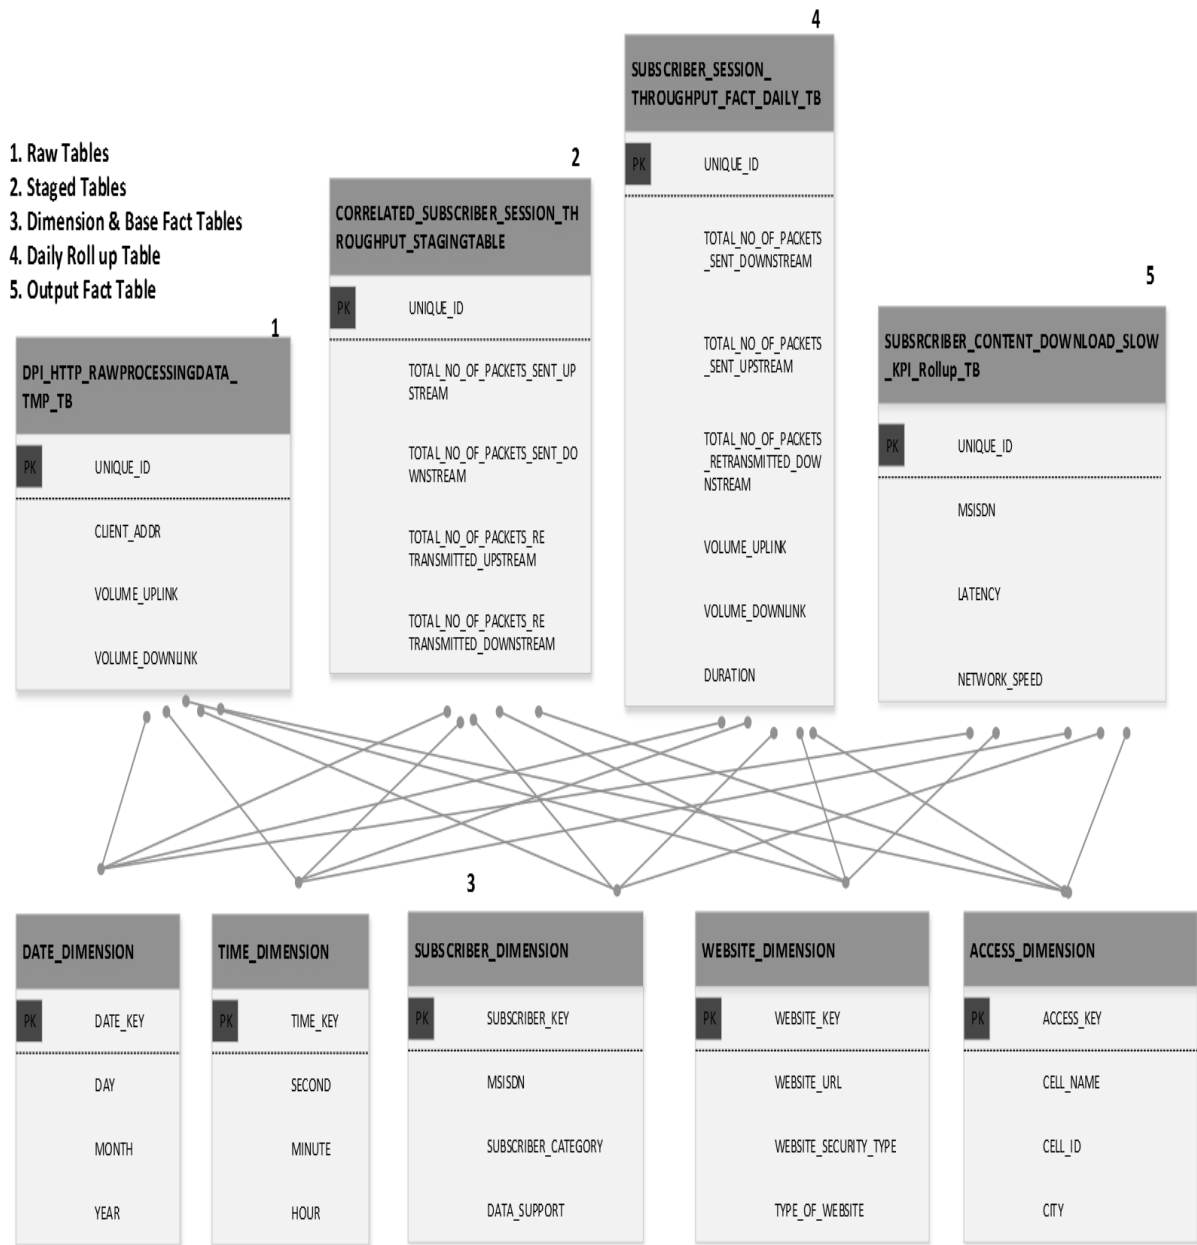 1. Raw Tables
2. Staged Tables
3. Dimension & Base Fact Tables
4. Daily Roll up Table
5. Output Fact Table
1
DPI_HTTP_RAWPROCESSINGDATA_
TMP_TB
PK
UNIQUE_ID
CLIENT_ADDR
VOLUME_UPLINK
VOLUME_DOWNLINK
2
CORRELATED_SUBSCRIBER_SESSION_TH
ROUGHPUT_STAGINGTABLE
PK
UNIQUE_ID
TOTAL_NO_OF_PACKETS_SENT_UP
STREAM
TOTAL_NO_OF_PACKETS_SENT_DO
WNSTREAM
TOTAL_NO_OF_PACKETS_RE
TRANSMITTED_UPSTREAM
TOTAL_NO_OF_PACKETS_RE
TRANSMITTED_DOWNSTREAM
4
SUBSCRIBER_SESSION_
THROUGHPUT_FACT_DAILY_TB
PK
UNIQUE_ID
TOTAL_NO_OF_PACKETS
_SENT_DOWNSTREAM
TOTAL_NO_OF_PACKETS
_SENT_UPSTREAM
TOTAL_NO_OF_PACKETS
_RETRANSMITTED_DOW
NSTREAM
VOLUME_UPLINK
VOLUME_DOWNLINK
DURATION
5
SUBSRCRIBER_CONTENT_DOWNLOAD_SLOW
_KPI_Rollup_TB
PK
UNIQUE_ID
MSISDN
LATENCY
NETWORK_SPEED
3
DATE_DIMENSION
PK
DATE_KEY
DAY
MONTH
YEAR
TIME_DIMENSION
PK
TIME_KEY
SECOND
MINUTE
HOUR
SUBSCRIBER_DIMENSION
PK
SUBSCRIBER_KEY
MSISDN
SUBSCRIBER_CATEGORY
DATA_SUPPORT
WEBSITE_DIMENSION
PK
WEBSITE_KEY
WEBSITE_URL
WEBSITE_SECURITY_TYPE
TYPE_OF_WEBSITE
ACCESS_DIMENSION
PK
ACCESS_KEY
CELL_NAME
CELL_ID
CITY